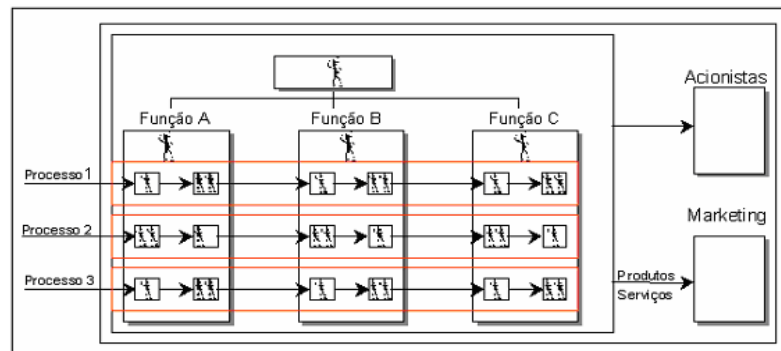 Acionistas
Função A
Função B
Função C
Processo 1
Marketing
Processo 2
Processo 3
Produtos
Serviços